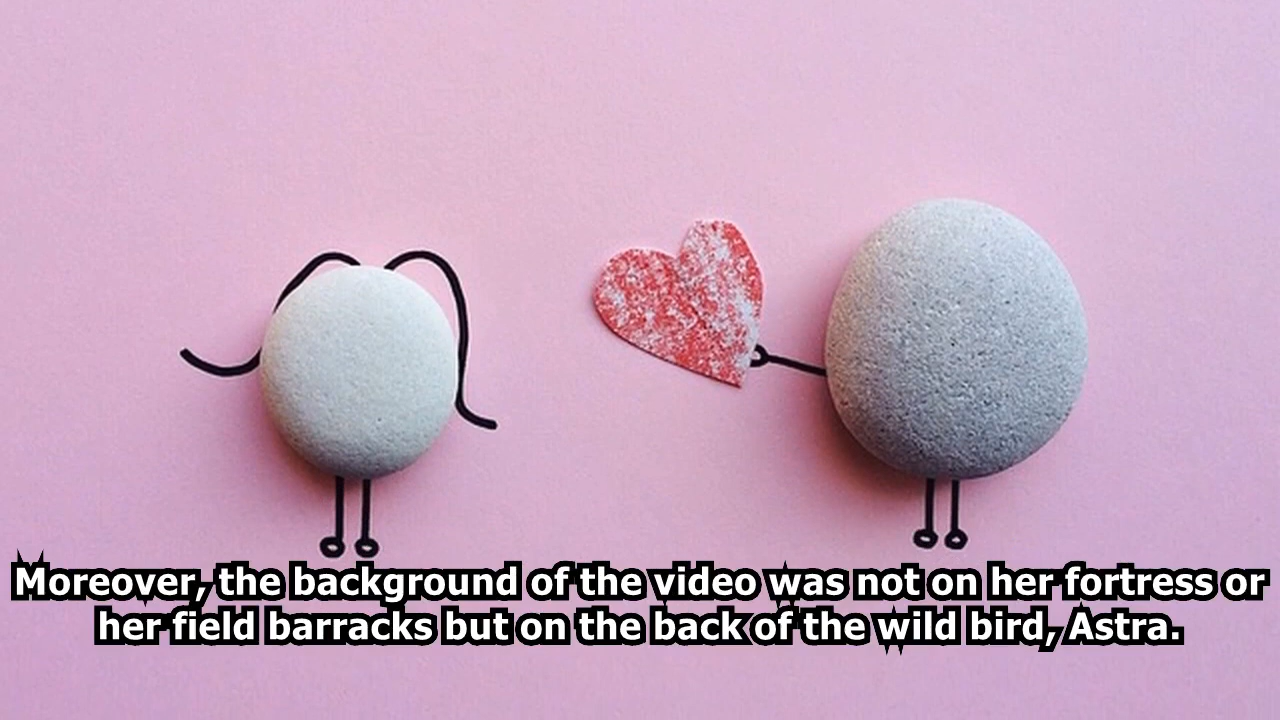 Moreover, the background of the video was not on her fortress or
her field barracks but on the back of the wild bird, Astra.